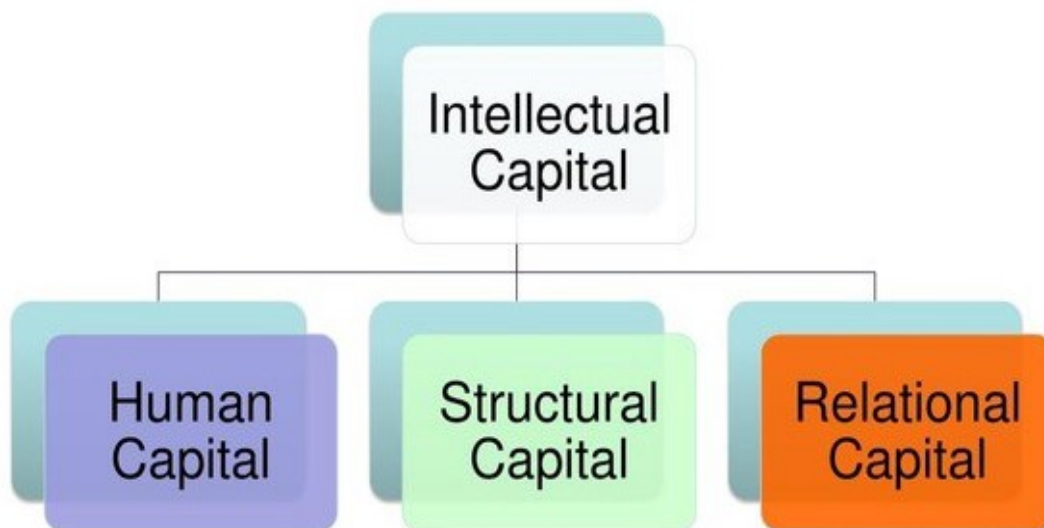 Intellectual
Capital
Human
Capital
Structural
Capital
Relational
Capital